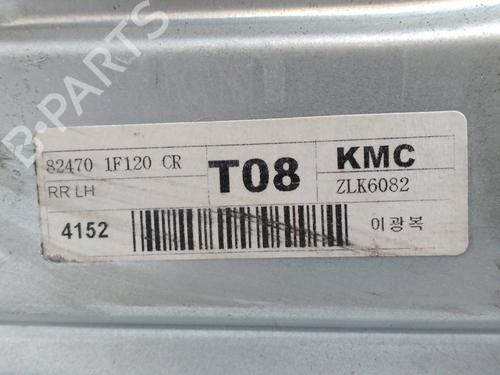 B-PARTS
82470 1F120 CR
RR LH
T08
KMC
ZLK6082
4152
이광복